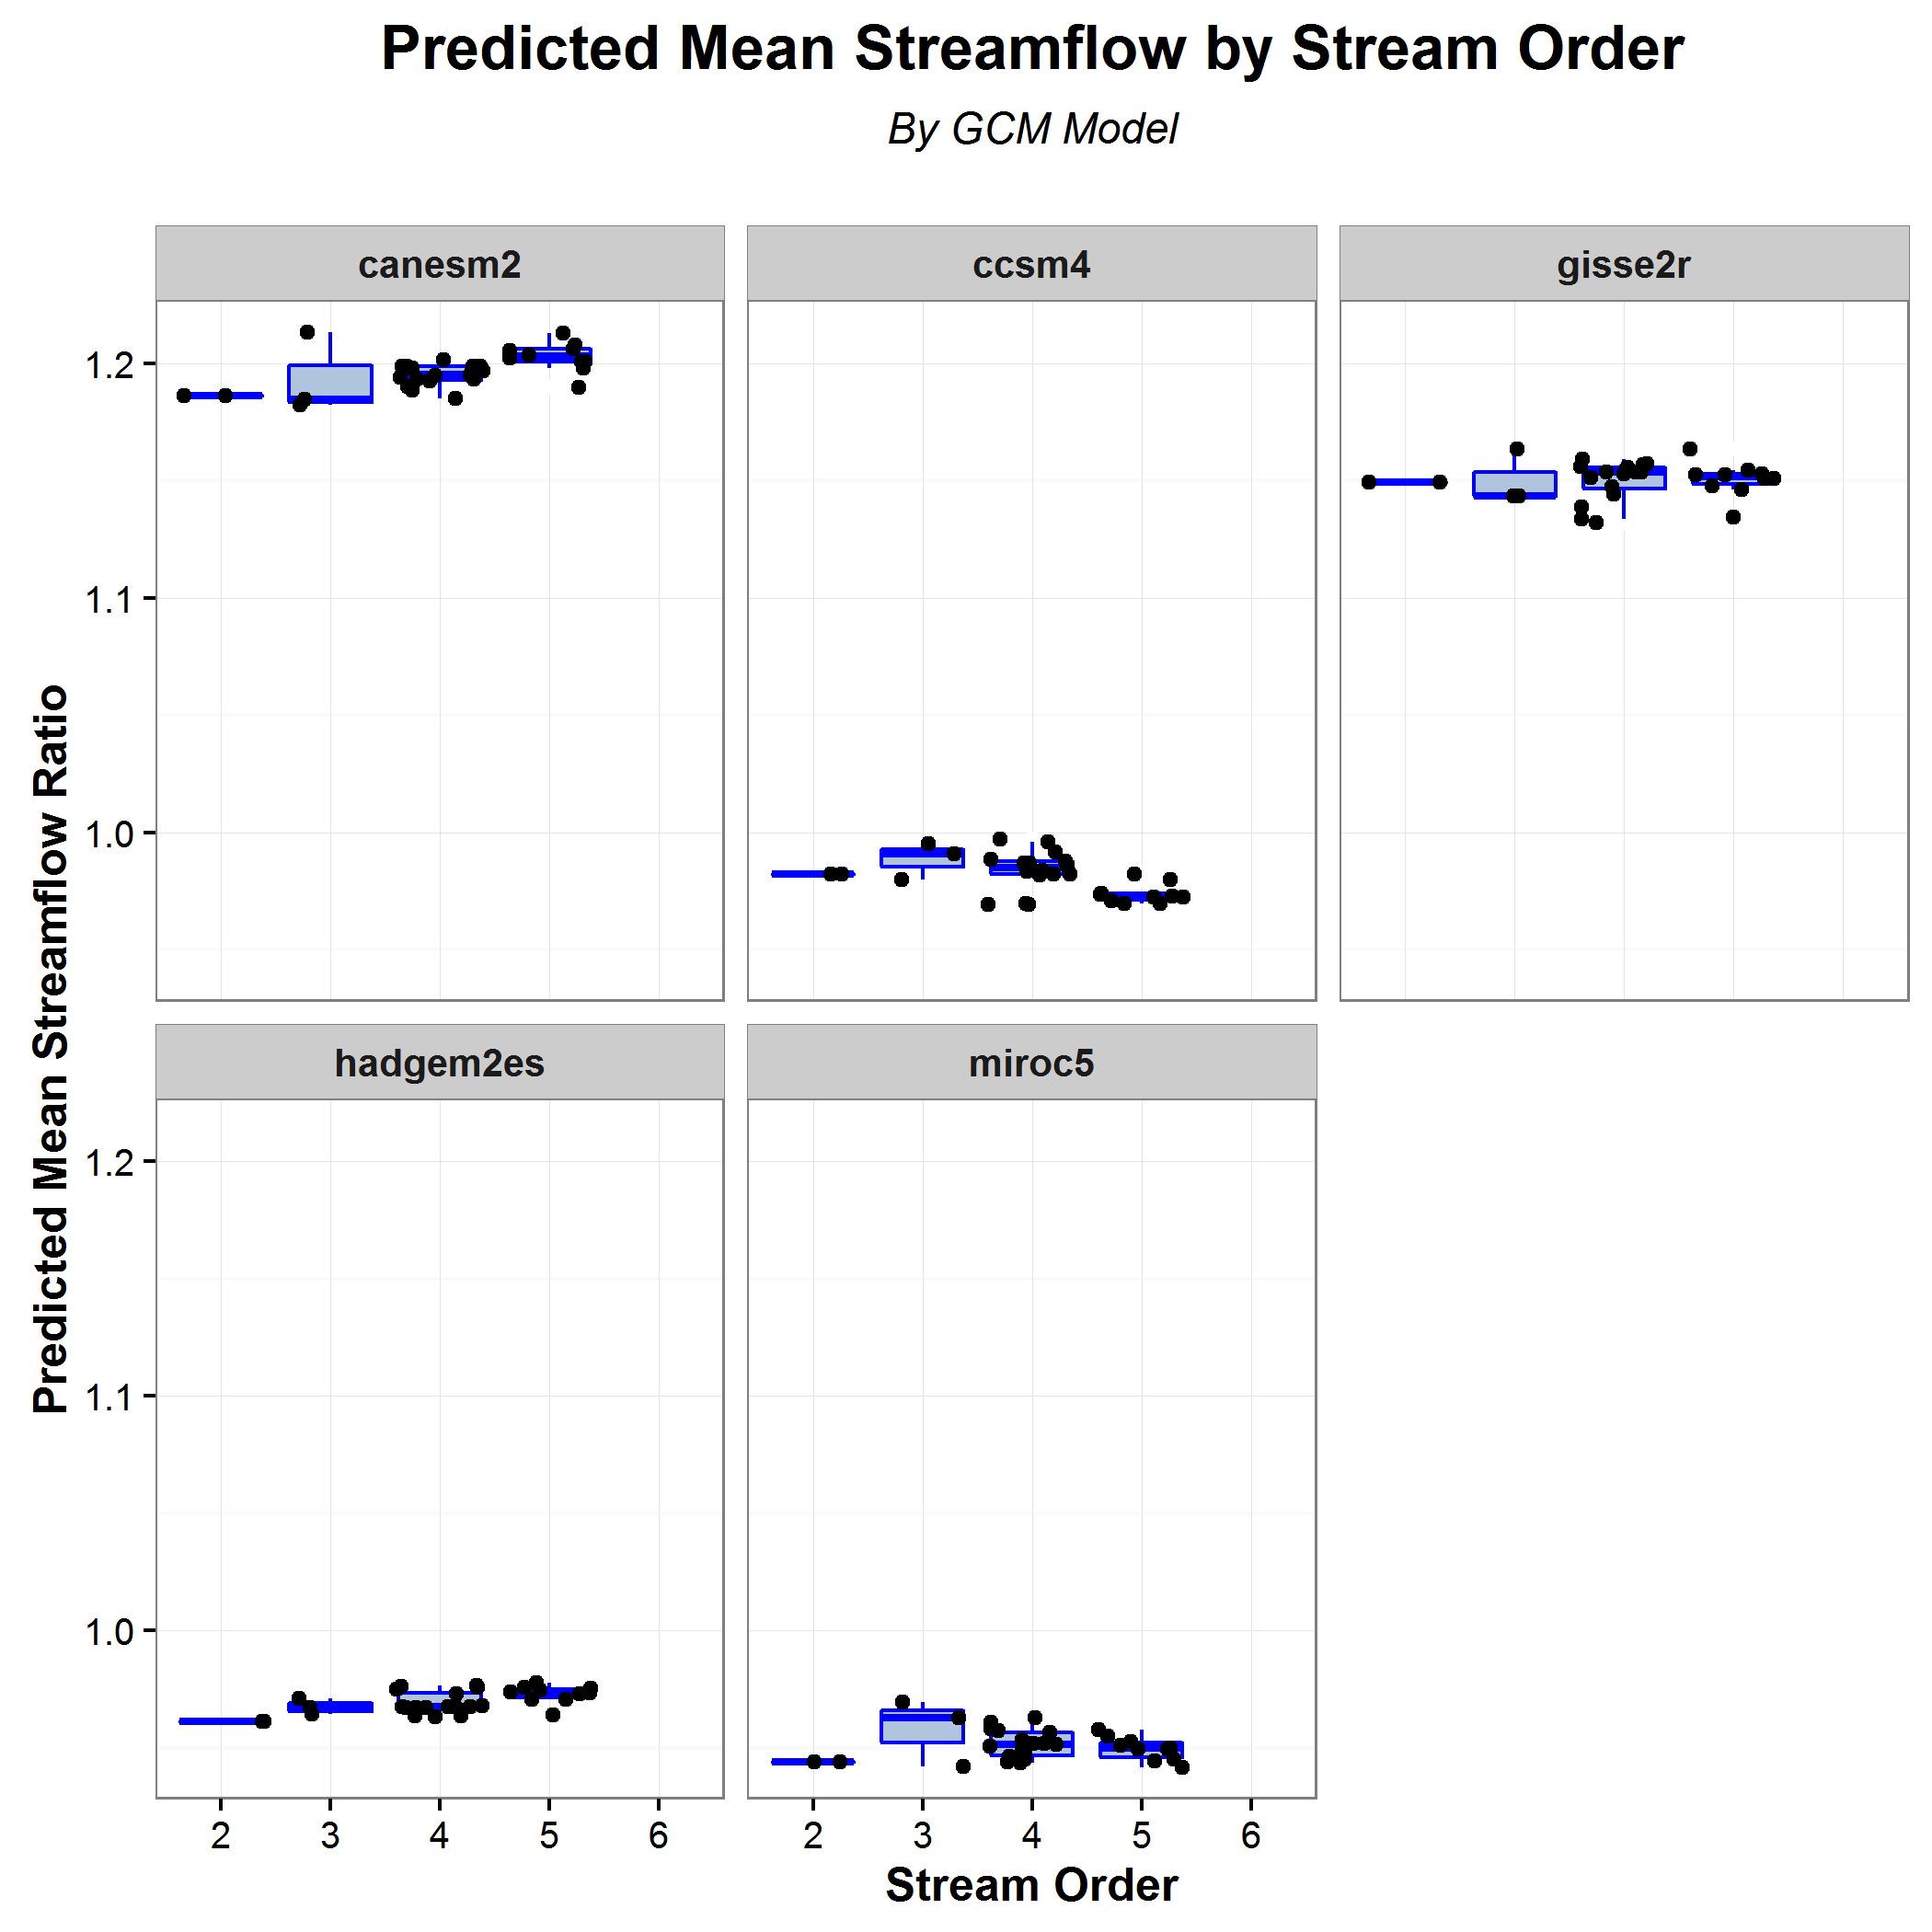 Predicted Mean Streamflow by Stream Order
By GCM Model
canesm2
ccsm4
gisse2r
1.2
1.1
1.0
hadgem2es
miroc5
1.2
1.1
1.0
2 3 4 5 6
2 3 4 5 6
Stream Order
Predicted Mean Streamflow Ratio